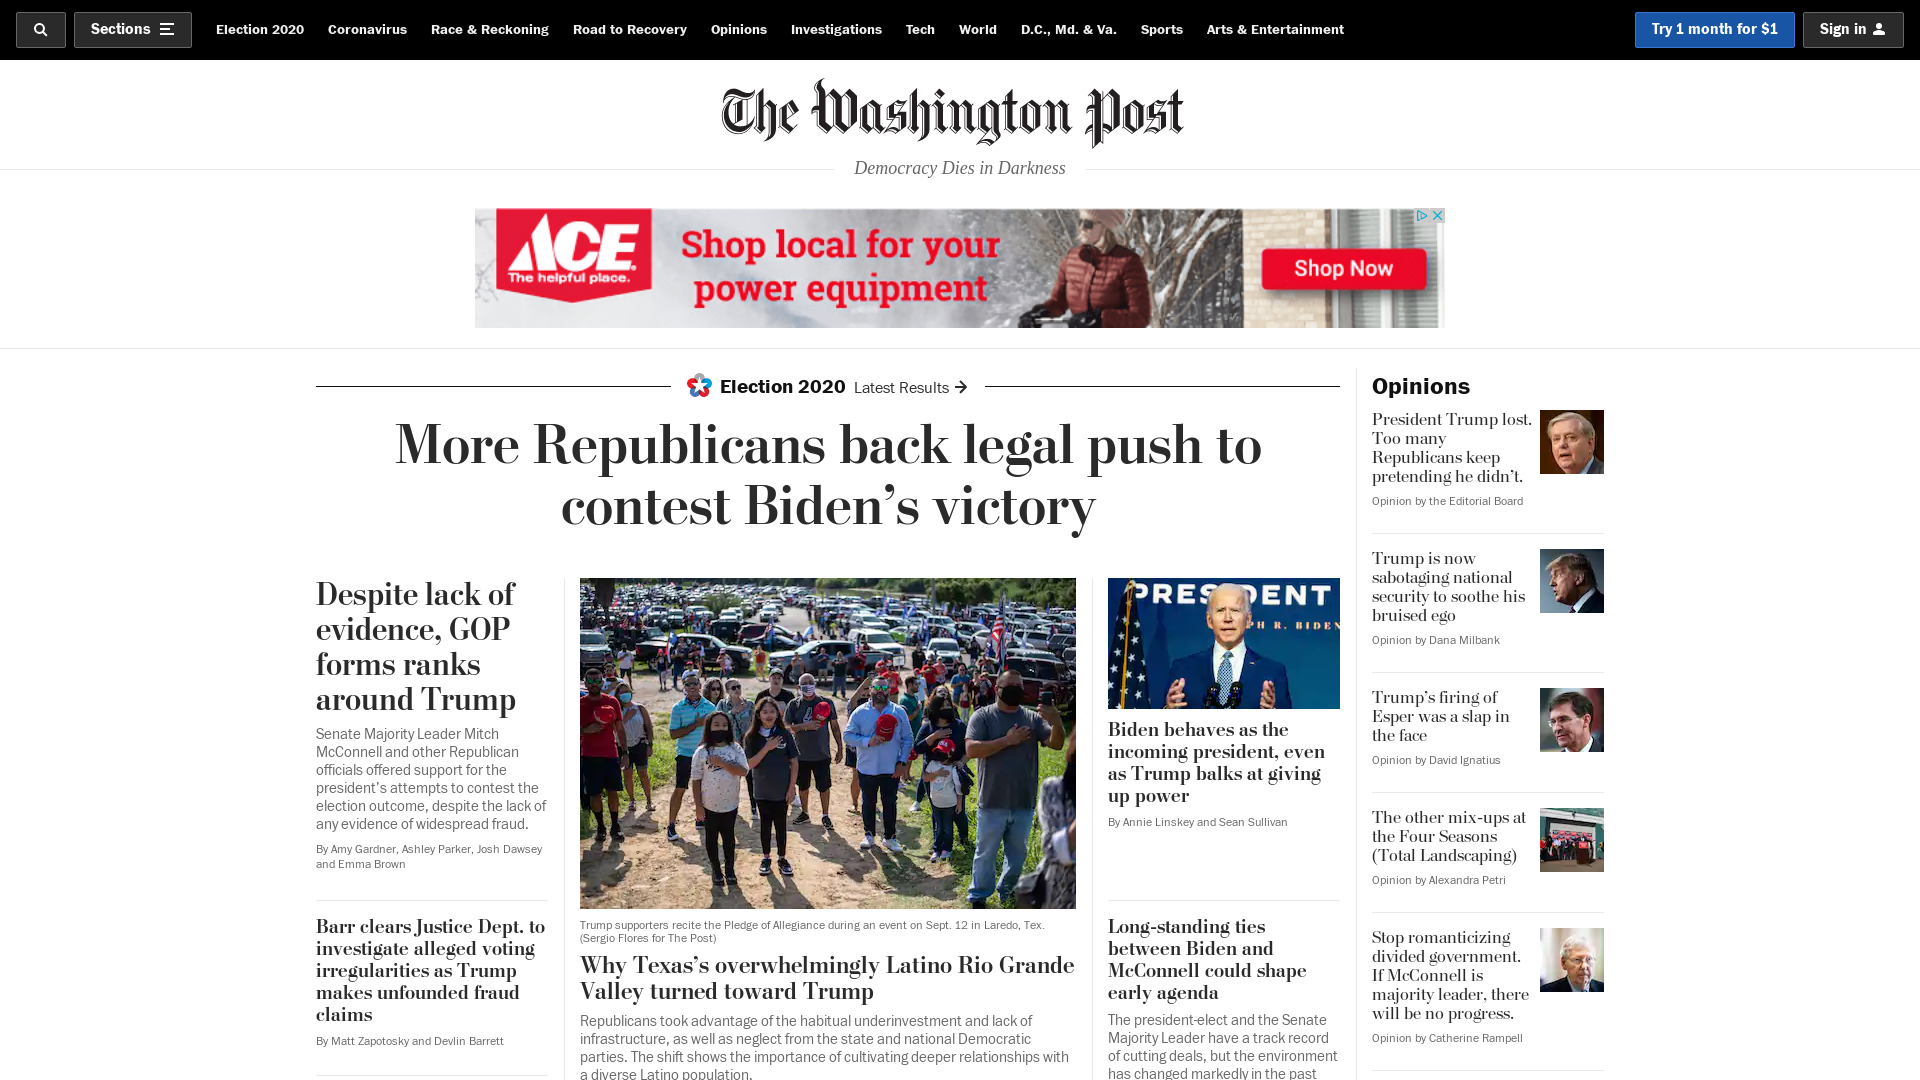 Sections
Election 2020
Coronavirus
Race & Reckoning
Road to Recovery
Opinions
Investigations
Tech
World
D.C., Md. & Va.
Sports
Arts & Entertainment
Try 1 month for $1
Sign in
The Washington Post
Democracy Dies in Darkness
ACE
The helpful place.
Shop local for your
power equipment
Shop Now
Election 2020 Latest Results
More Republicans back legal push to
contest Biden’s victory
Despite lack of
evidence, GOP
forms ranks
around Trump
Senate Majority Leader Mitch
McConnell and other Republican
officials offered support for the
president’s attempts to contest the
election outcome, despite the lack of
any evidence of widespread fraud.
By Amy Gardner, Ashley Parker, Josh Dawsey
and Emma Brown
Barr clears Justice Dept. to
investigate alleged voting
irregularities as Trump
makes unfounded fraud
claims
By Matt Zapotosky and Devlin Barrett
Trump supporters recite the Pledge of Allegiance during an event on Sept. 12 in Laredo, Tex.
(Sergio Flores for The Post)
Why Texas’s overwhelmingly Latino Rio Grande
Valley turned toward Trump
Republicans took advantage of the habitual underinvestment and lack of
infrastructure, as well as neglect from the state and national Democratic
parties. The shift shows the importance of cultivating deeper relationships with
a diverse Latino population.
PRESIDENT
PH R. BIDEN
Biden behaves as the
incoming president, even
as Trump balks at giving
up power
By Annie Linskey and Sean Sullivan
Long-standing ties
between Biden and
McConnell could shape
early agenda
The president-elect and the Senate
Majority Leader have a track record
of cutting deals, but the environment
has changed markedly in the past
Opinions
President Trump lost.
Too many
Republicans keep
pretending he didn’t.
Opinion by the Editorial Board
Trump is now
sabotaging national
security to soothe his
bruised ego
Opinion by Dana Milbank
Trump’s firing of
Esper was a slap in
the face
Opinion by David Ignatius
The other mix-ups at
the Four Seasons
(Total Landscaping)
Opinion by Alexandra Petri
Stop romanticizing
divided government.
If McConnell is
majority leader, there
will be no progress.
Opinion by Catherine Rampell